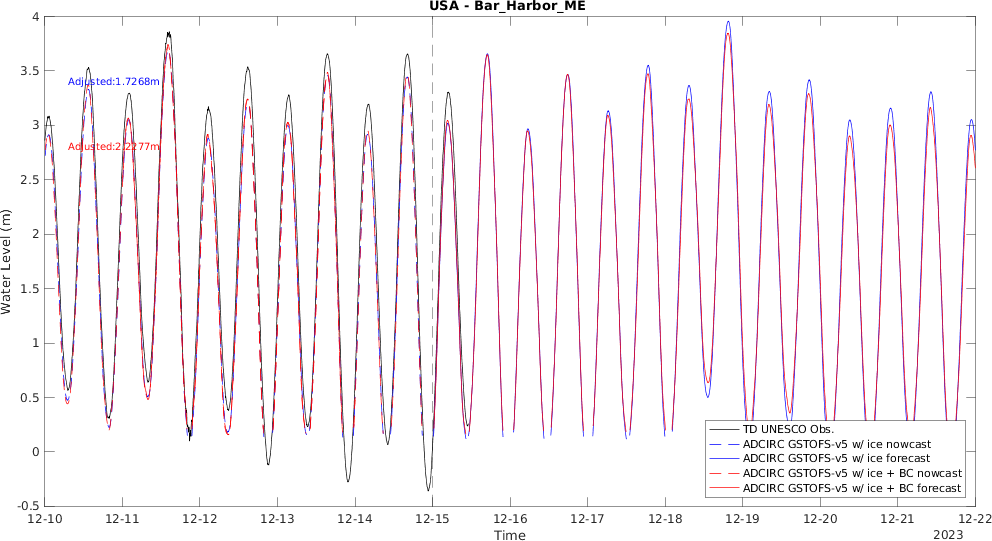 USA - Bar_Harbor_ME
4
3.5
3
2.5
2
1.5
1
0.5
0
-0.5
Water Level (m)
Adjusted:1.7268m
Adjusted:2.2277m
TD UNESCO Obs.
ADCIRC GSTOFS-v5 w/ ice nowcast
ADCIRC GSTOFS-v5 w/ ice forecast
ADCIRC GSTOFS-v5 w/ ice + BC nowcast
ADCIRC GSTOFS-v5 w/ ice + BC forecast
12-10 12-11 12-12 12-13 12-14 12-15 12-16 12-17 12-18 12-19 12-20 12-21 12-22
Time
2023